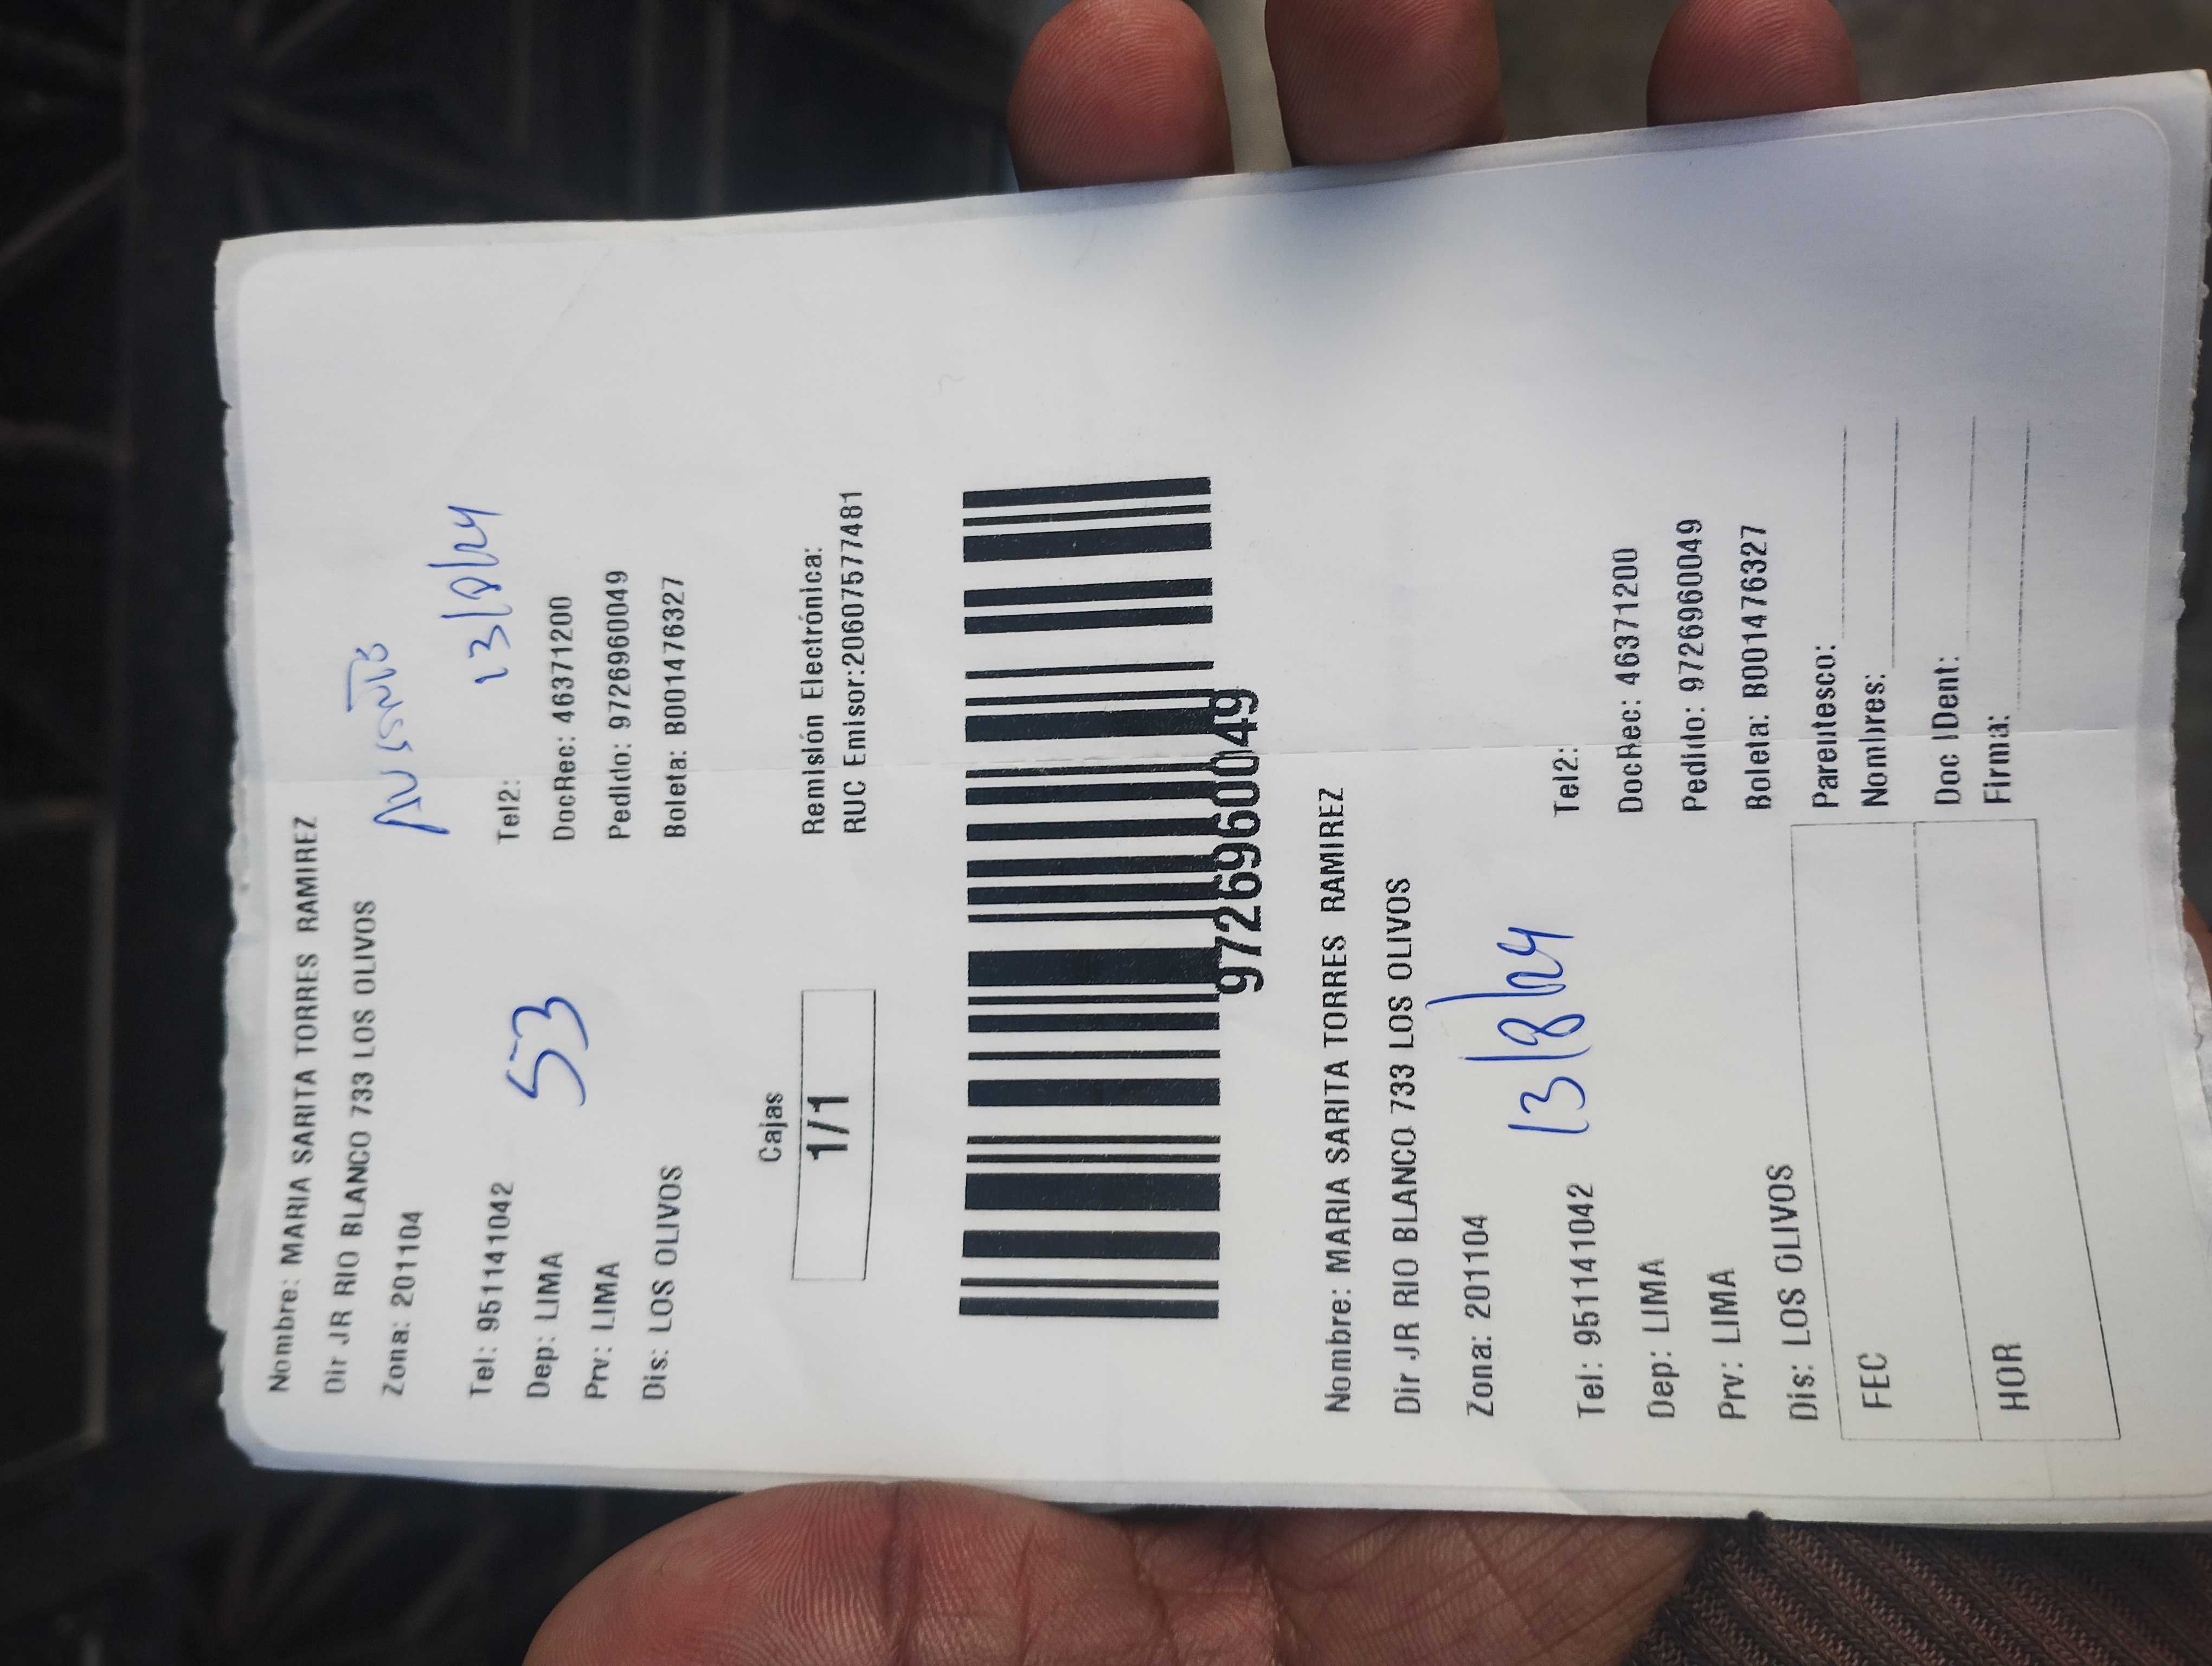 Nombre: MARIA SARITA TORRES RAMIREZ
Dir JR RIO BLANCO 733 LOS OLIVOS
Zona: 201104
AUSENTE
13/8/24
Tel: 951141042
Tel2:
53
Dep: LIMA
DocRec: 46371200
Prv: LIMA
Pedido: 9726960049
Dis: LOS OLIVOS
Boleta: B001476327
Cajas
1/1
Remisión Electrónica:
RUC Emisor:20607577481
9726960049
Nombre: MARIA SARITA TORRES RAMIREZ
Dir JR RIO BLANCO 733 LOS OLIVOS
Zona: 201104
13/8/24
Tel: 951141042
Tel2:
Dep: LIMA
DocRec: 46371200
Prv: LIMA
Pedido: 9726960049
Dis: LOS OLIVOS
Boleta: B001476327
FEC
Parentesco:
Nombres:
HOR
Doc IDent:
Firma: